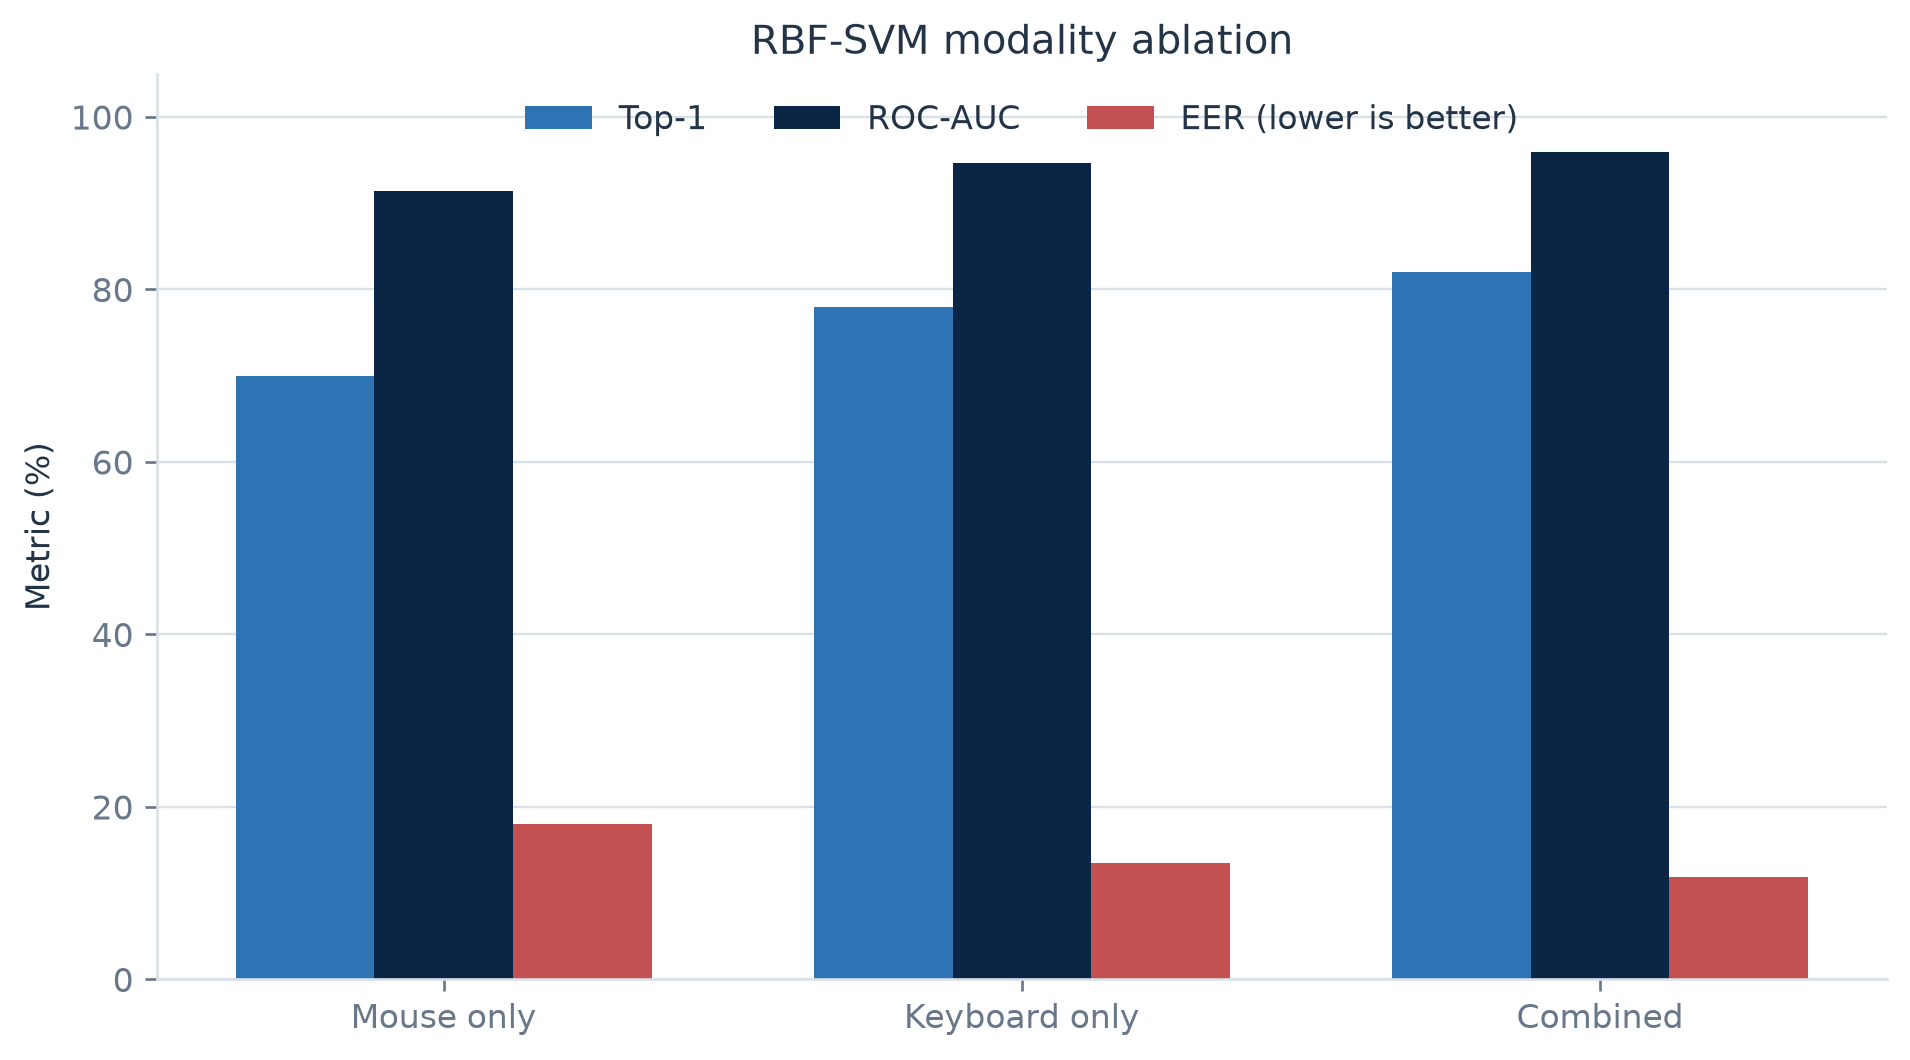 RBF-SVM modality ablation
Top-1 ROC-AUC EER (lower is better)
100
80
60
40
20
0
Metric (%)
Mouse only Keyboard only Combined